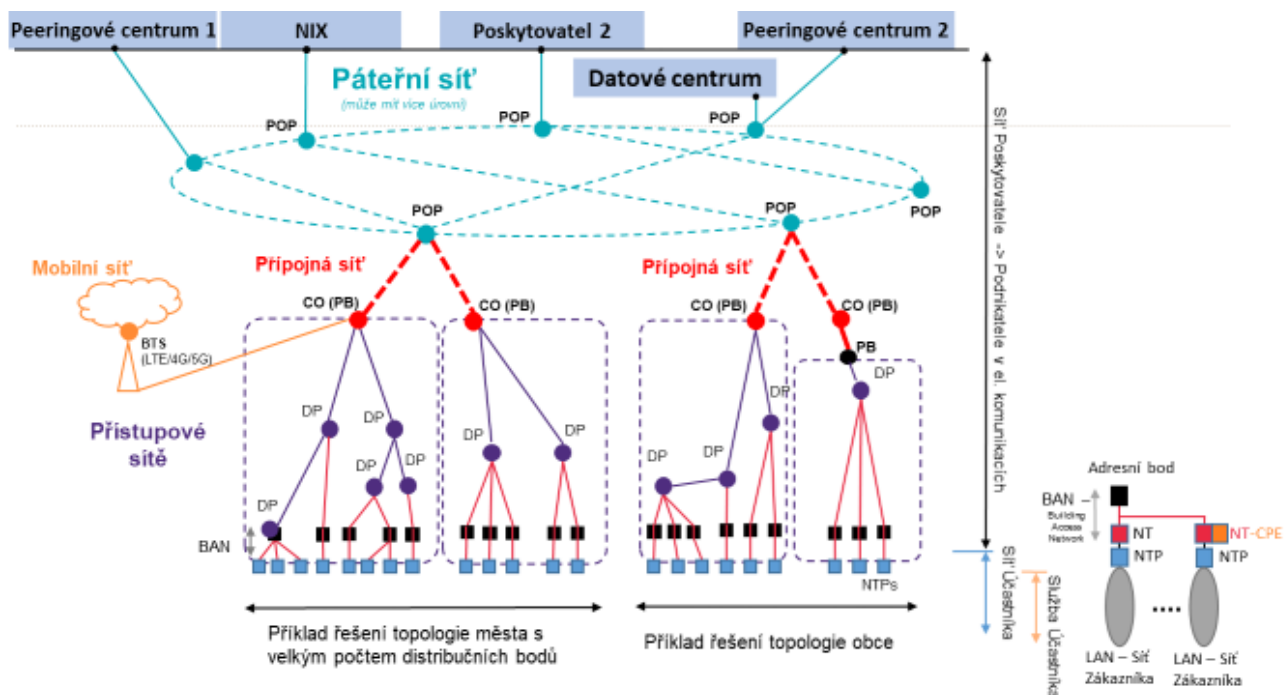 Peeringové centrum 1
NIX
Poskytovatel 2
Peeringové centrum 2
Páteřní síť
(může mít více úrovní)
Datové centrum
POP
POP
POP
POP
POP
POP
Mobilní síť
BTS
(LTE/4G/5G)
Přípojná síť
Přípojná síť
CO (PB)
CO (PB)
CO (PB)
CO (PB)
PB
DP
DP
DP
DP
DP
DP
DP
DP
DP
DP
DP
Přístupové
sítě
BAN
NTPs
Příklad řešení topologie města s
velkým počtem distribučních bodů
Příklad řešení topologie obce
Síť Poskytovatele -> Podnikatele v el. komunikacích
Síť Účastníka
Služba Účastníka
Adresní bod
BAN –
Building
Access
Network
NT
NT-CPE
NTP
NTP
....
LAN – Síť
Zákazníka
LAN – Síť
Zákazníka